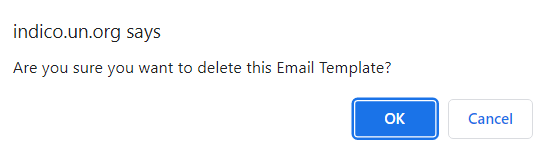 indico.un.org says
Are you sure you want to delete this Email Template?
OK
Cancel